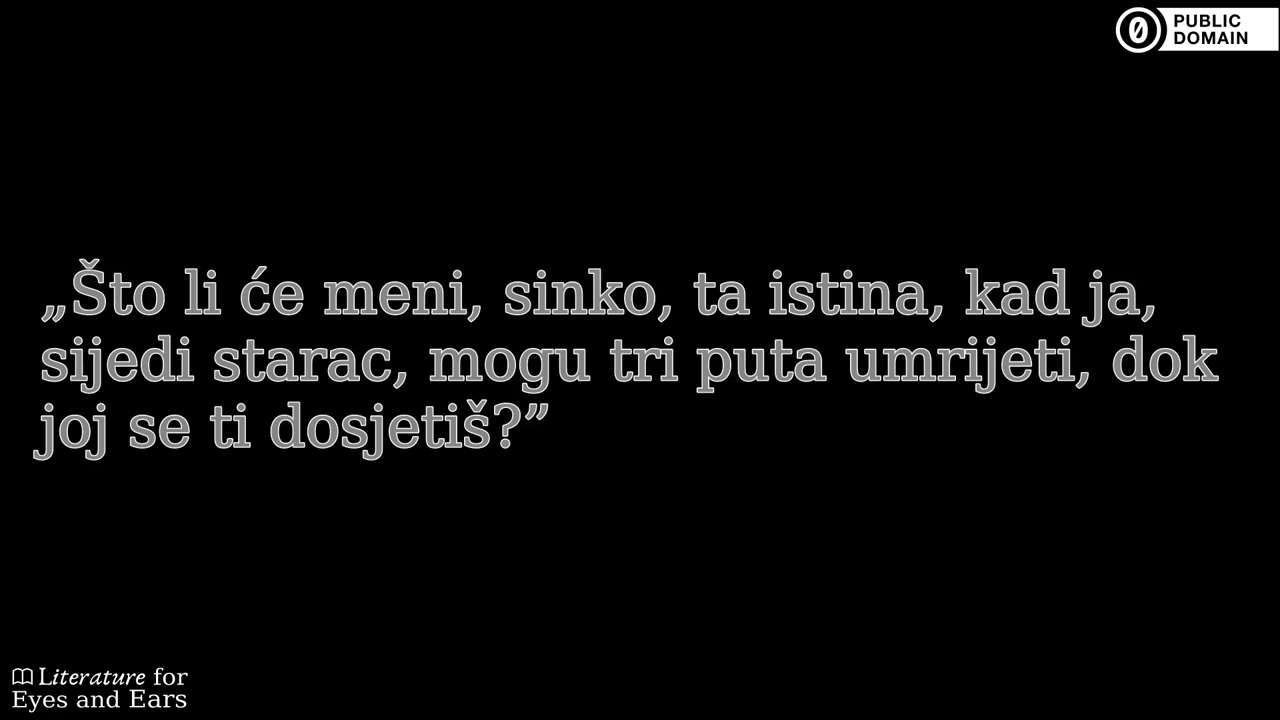 PUBLIC
DOMAIN
„Što li će meni, sinko, ta istina, kad ja,
sijedi starac, mogu tri puta umrijeti, dok
joj se ti dosjetiš?”
Literature for
Eyes and Ears